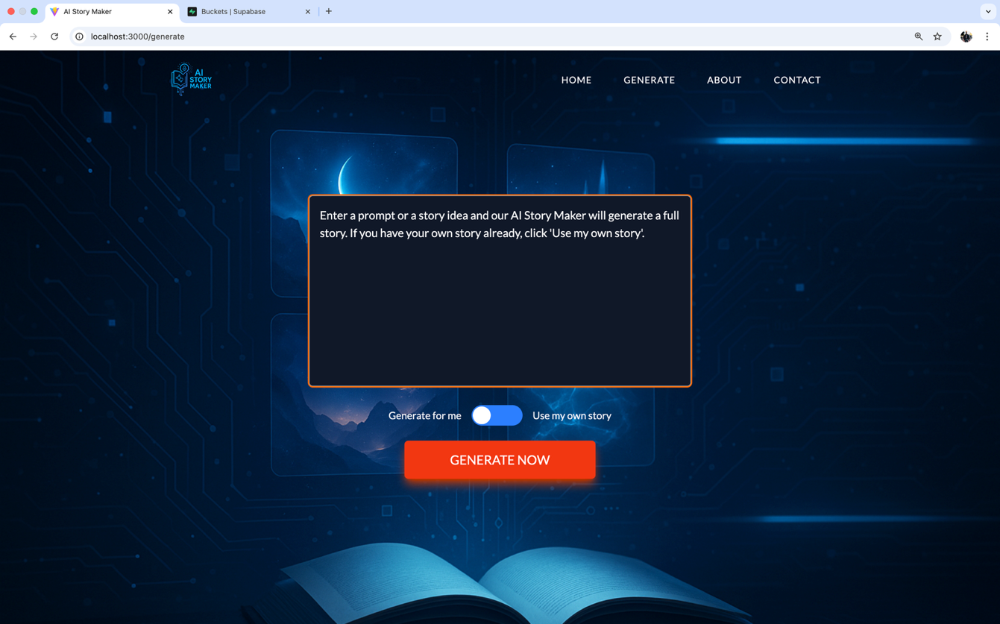 AI Story Maker
Buckets | Supabase
localhost:3000/generate
AI
STORY
MAKER
HOME
GENERATE
ABOUT
CONTACT
Enter a prompt or a story idea and our AI Story Maker will generate a full
story. If you have your own story already, click 'Use my own story'.
Generate for me
Use my own story
GENERATE NOW